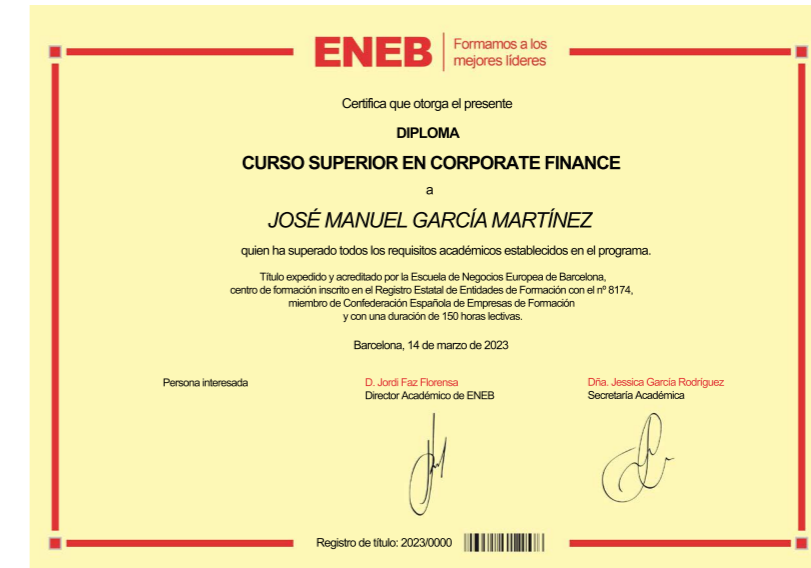 ENEB
Formamos a los
mejores líderes
Certifica que otorga el presente
DIPLOMA
CURSO SUPERIOR EN CORPORATE FINANCE
a
JOSÉ MANUEL GARCÍA MARTÍNEZ
quien ha superado todos los requisitos académicos establecidos en el programa.
Título expedido y acreditado por la Escuela de Negocios Europea de Barcelona,
centro de formación inscrito en el Registro Estatal de Entidades de Formación con el nº 8174,
miembro de Confederación Española de Empresas de Formación
y con una duración de 150 horas lectivas.
Barcelona, 14 de marzo de 2023
Persona interesada
D. Jordi Faz Florensa
Director Académico de ENEB
Dña. Jessica García Rodríguez
Secretaría Académica
Registro de título: 2023/0000